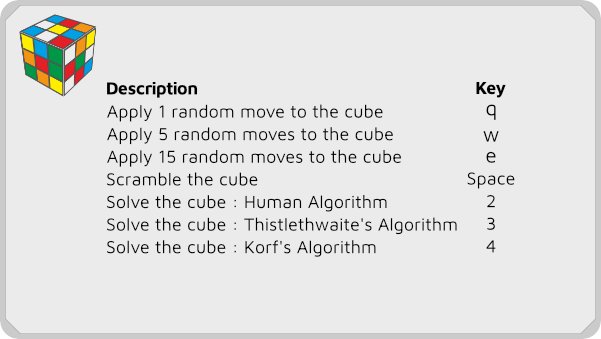 Description Key
Apply 1 random move to the cube q
Apply 5 random moves to the cube w
Apply 15 random moves to the cube e
Scramble the cube Space
Solve the cube : Human Algorithm 2
Solve the cube : Thistlethwaite's Algorithm 3
Solve the cube : Korf's Algorithm 4